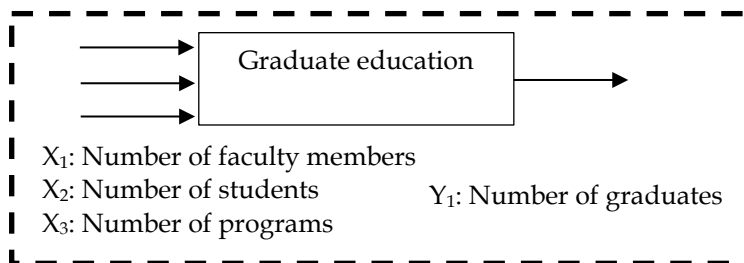 Graduate education
X₁: Number of faculty members
X₂: Number of students
X₃: Number of programs
Y₁: Number of graduates